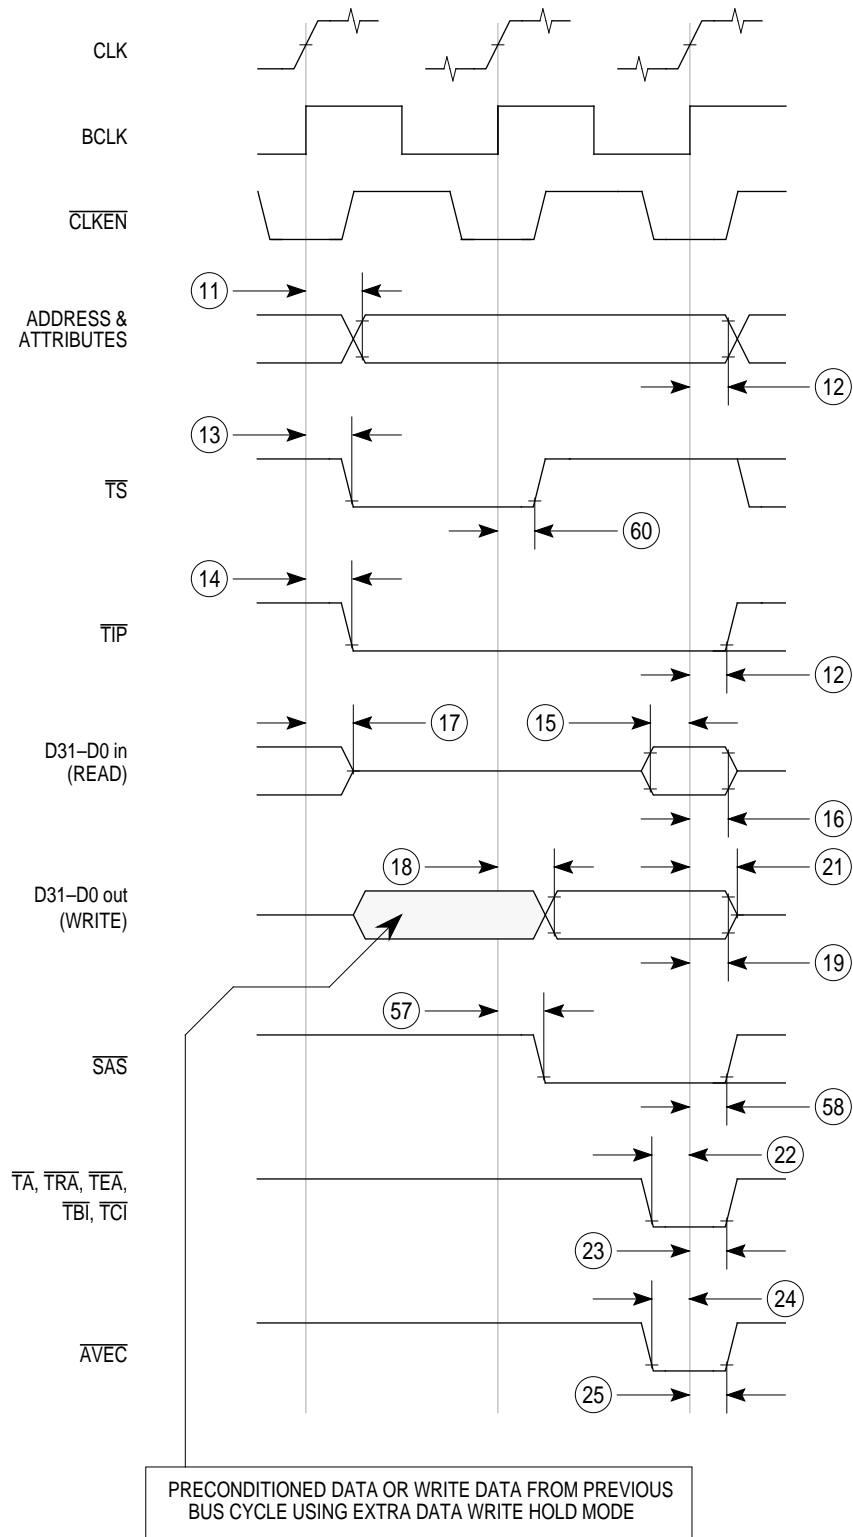 CLK
BCLK
CLKEN
11
ADDRESS &
ATTRIBUTES
12
13
TS
60
14
TIP
12
17
15
D31–D0 in
(READ)
16
18
21
D31–D0 out
(WRITE)
19
57
SAS
58
22
TA, TRA, TEA,
TBI, TCI
23
24
AVEC
25
PRECONDITIONED DATA OR WRITE DATA FROM PREVIOUS
BUS CYCLE USING EXTRA DATA WRITE HOLD MODE